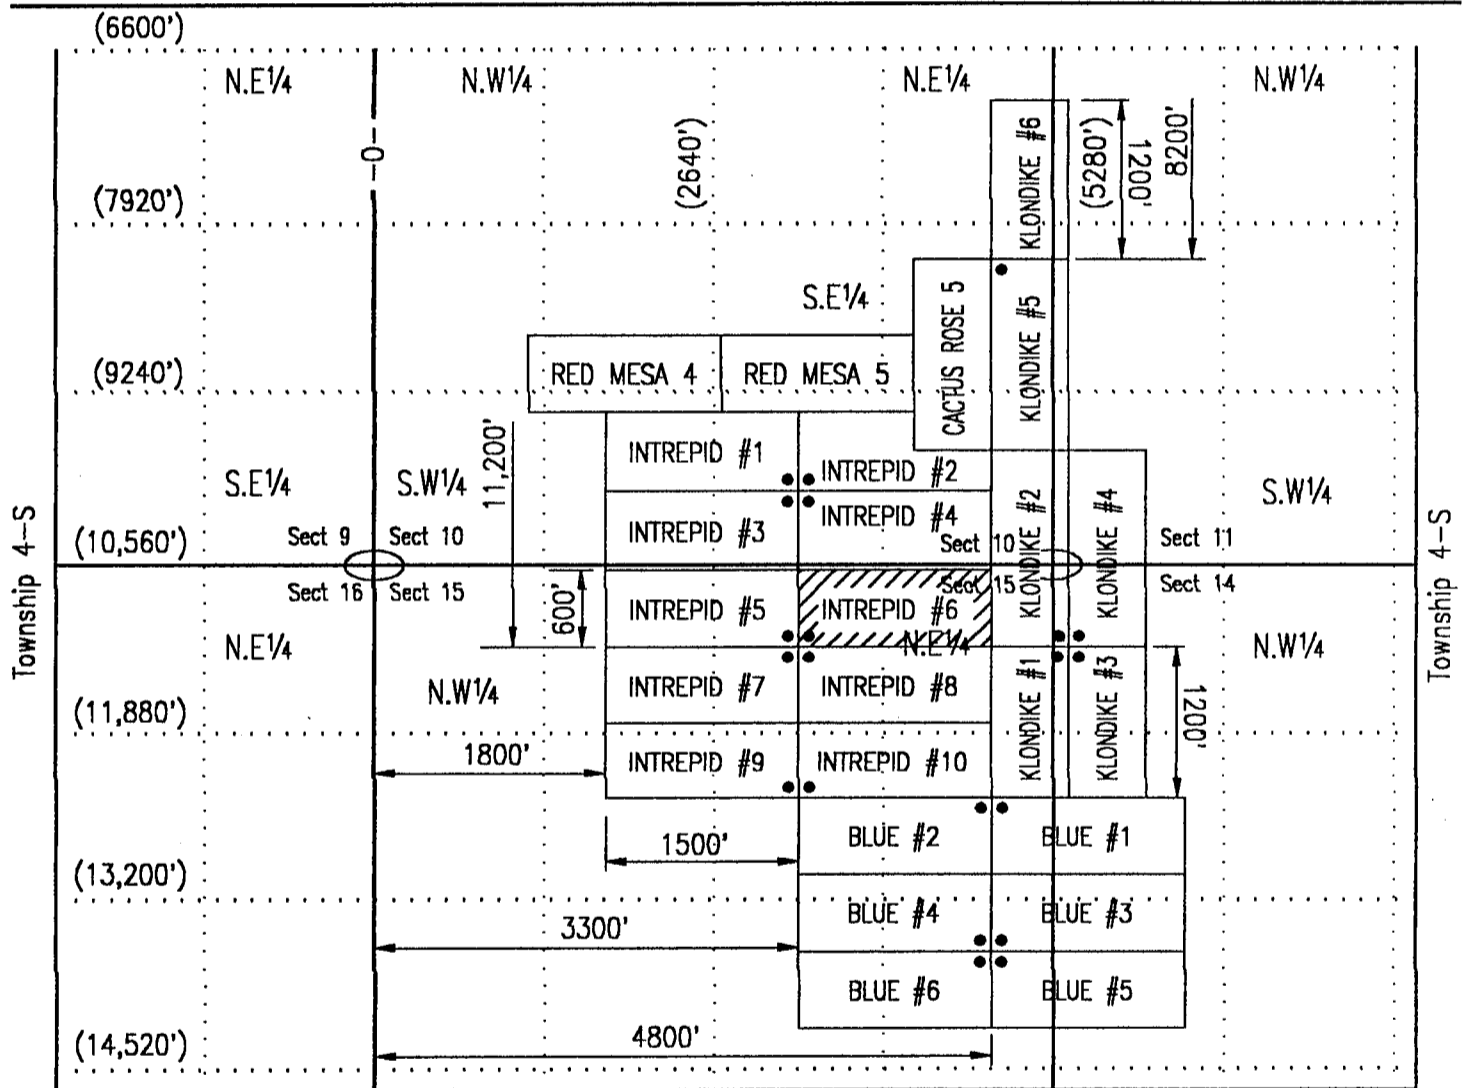 (6600')
N.E¼
N.W¼
N.E¼
N.W¼
-0-
(2640')
KLONDIKE #6
(5280')
1200'
8200'
(7920')
S.E¼
CACTUS ROSE 5
KLONDIKE #5
(9240')
RED MESA 4
RED MESA 5
11,200'
INTREPID #1
INTREPID #2
S.E¼
S.W¼
S.W¼
INTREPID #3
INTREPID #4
KLONDIKE #2
KLONDIKE #4
Township 4-S
(10,560')
Sect 9
Sect 10
Sect 10
Sect 11
Township 4-S
Sect 16
Sect 15
Sect 15
Sect 14
600'
INTREPID #5
INTREPID #6
N.E¼
N.E¼
N.W¼
N.W¼
INTREPID #7
INTREPID #8
KLONDIKE #1
KLONDIKE #3
1200'
(11,880')
1800'
INTREPID #9
INTREPID #10
1500'
BLUE #2
BLUE #1
(13,200')
BLUE #4
BLUE #3
3300'
BLUE #6
BLUE #5
4800'
(14,520')